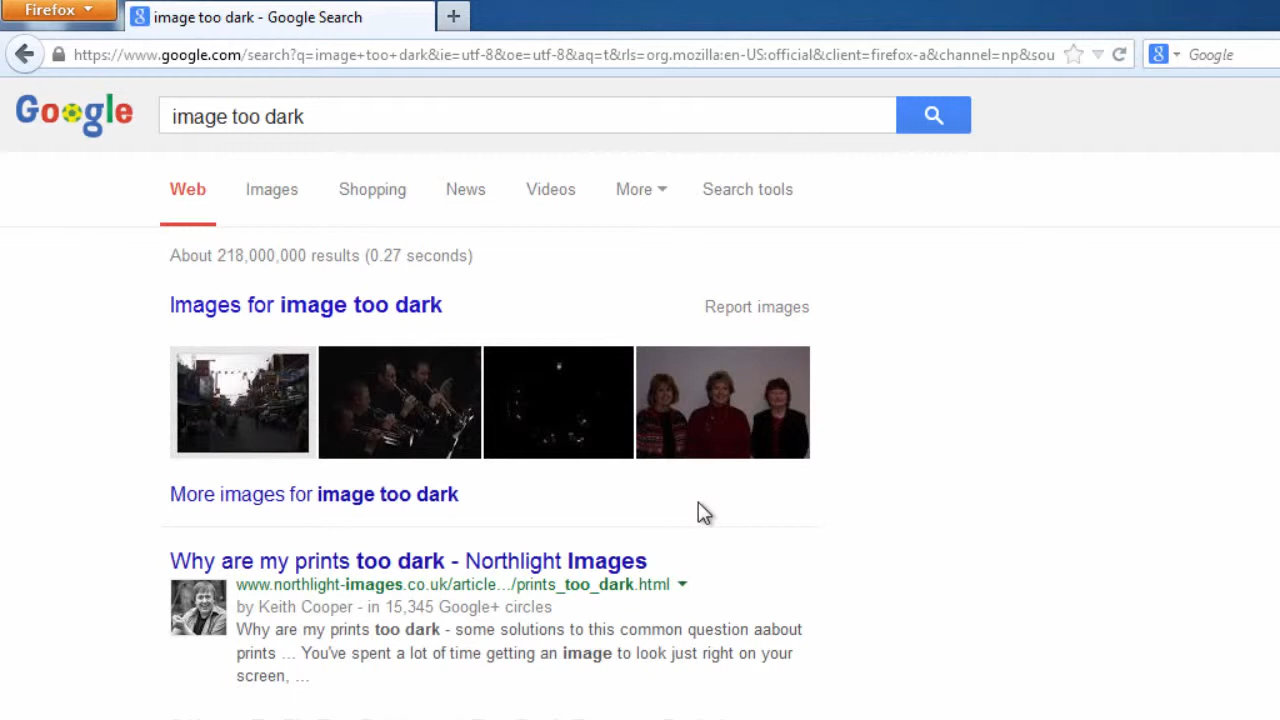 Firefox
image too dark - Google Search
https://www.google.com/search?q=image+too+dark&ie=utf-8&oe=utf-8&aq=t&rls=org.mozilla:en-US:official&client=firefox-a&channel=np&sou
Google
Google
image too dark
Web Images Shopping News Videos More Search tools
About 218,000,000 results (0.27 seconds)
Images for image too dark
Report images
More images for image too dark
Why are my prints too dark - Northlight Images
www.northlight-images.co.uk/article.../prints_too_dark.html
by Keith Cooper - in 15,345 Google+ circles
Why are my prints too dark - some solutions to this common question aabout
prints ... You've spent a lot of time getting an image to look just right on your
screen, ...